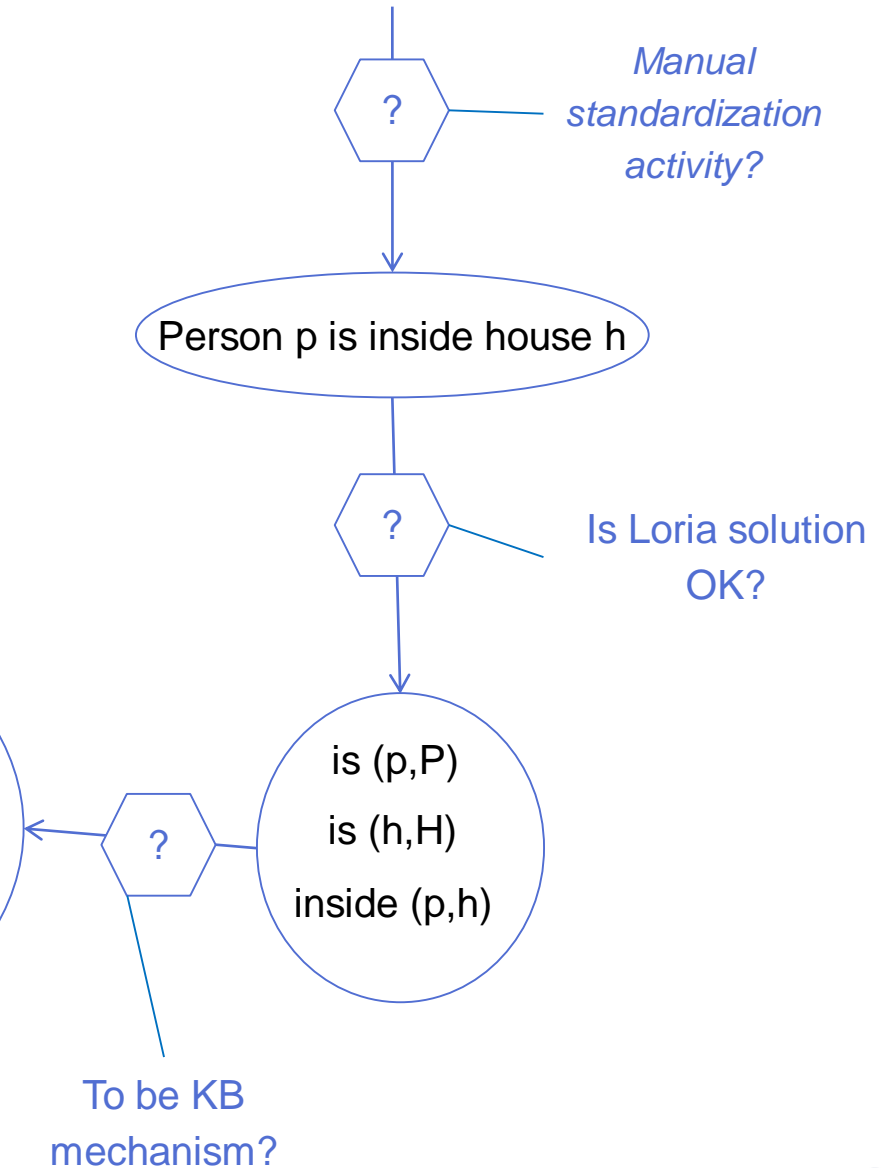 ?
Manual
standardization
activity?
Person p is inside house h
?
Is Loria solution
OK?
is (p,P)
is (h,H)
inside (p,h)
?
To be KB
mechanism?